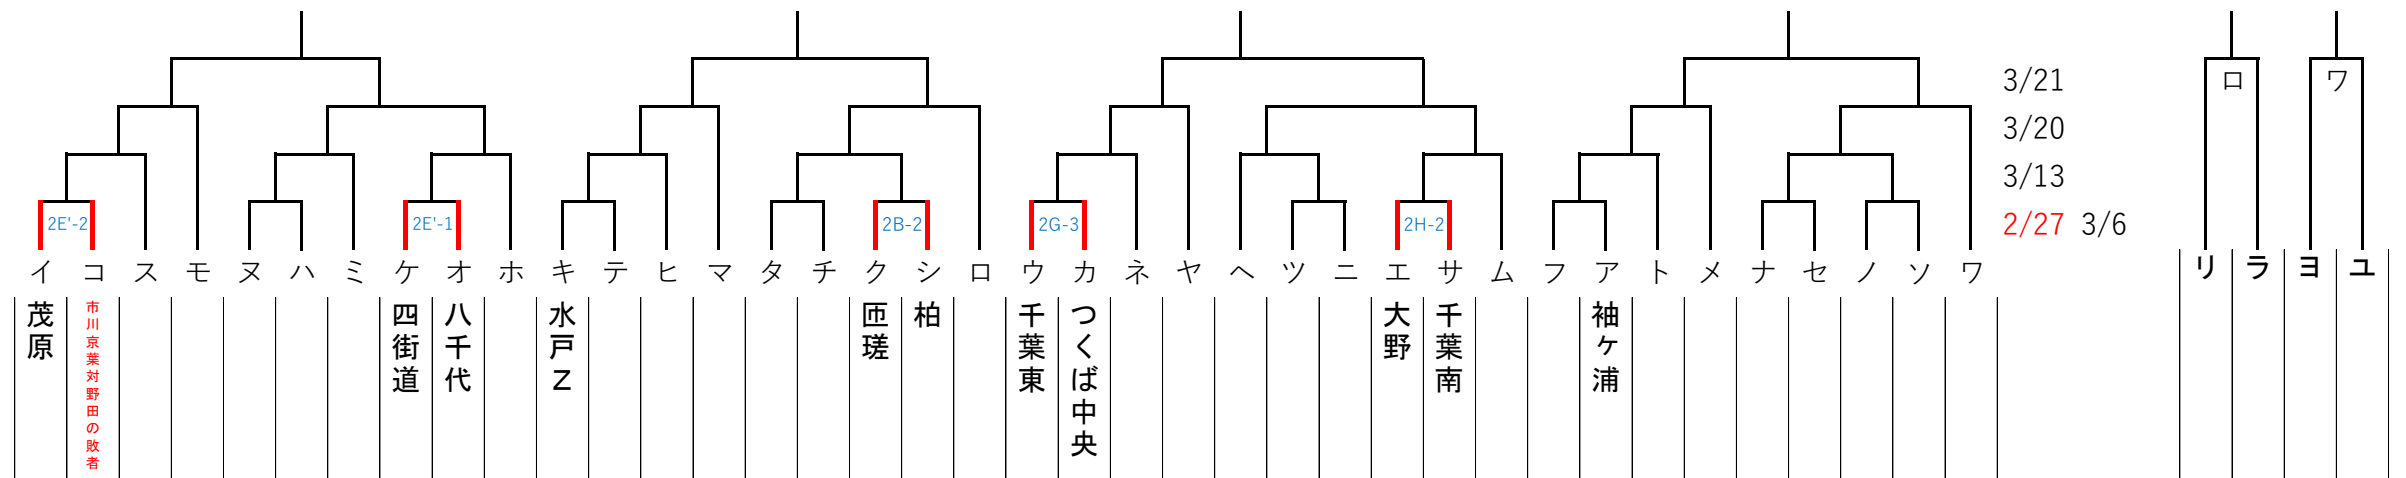 ロ ワ
3/21
3/20
3/13
2E'-2 2E'-1 2B-2 2G-3 2H-2 2/27 3/6
イ コ ス モ ヌ ハ ミ ケ オ ホ キ テ ヒ マ タ チ ク シ ロ ウ カ ネ ヤ ヘ ツ ニ エ サ ム フ ア ト メ ナ セ ノ ソ ワ リ ラ ヨ ユ
茂原
市川京葉対野田の敗者
四街道
八千代
水戸Z
匝瑳
柏
千葉東
つくば中央
大野
千葉南
袖ヶ浦